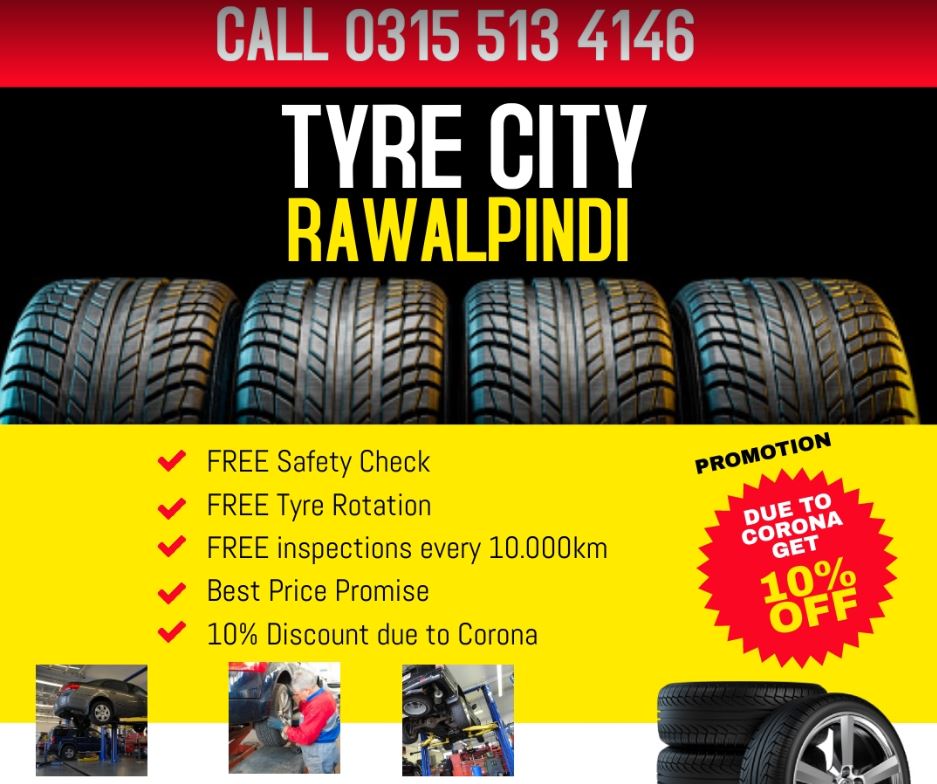 CALL 0315 513 4146
TYRE CITY
RAWALPINDI
FREE Safety Check
FREE Tyre Rotation
FREE inspections every 10.000km
Best Price Promise
10% Discount due to Corona
PROMOTION
DUE TO
CORONA
GET
10%
OFF